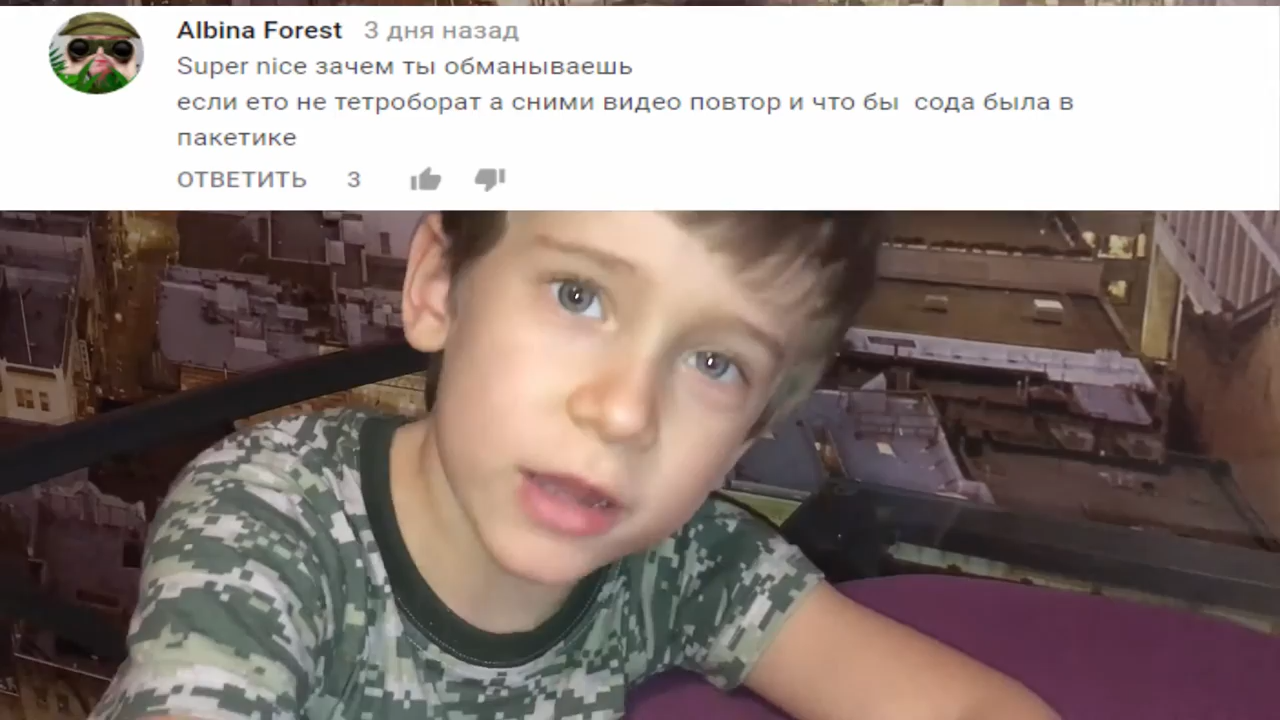 Albina Forest 3 дня назад
Super nice зачем ты обманываешь
если ето не тетроборат а сними видео повтор и что бы сода была в
пакетике
ОТВЕТИТЬ 3